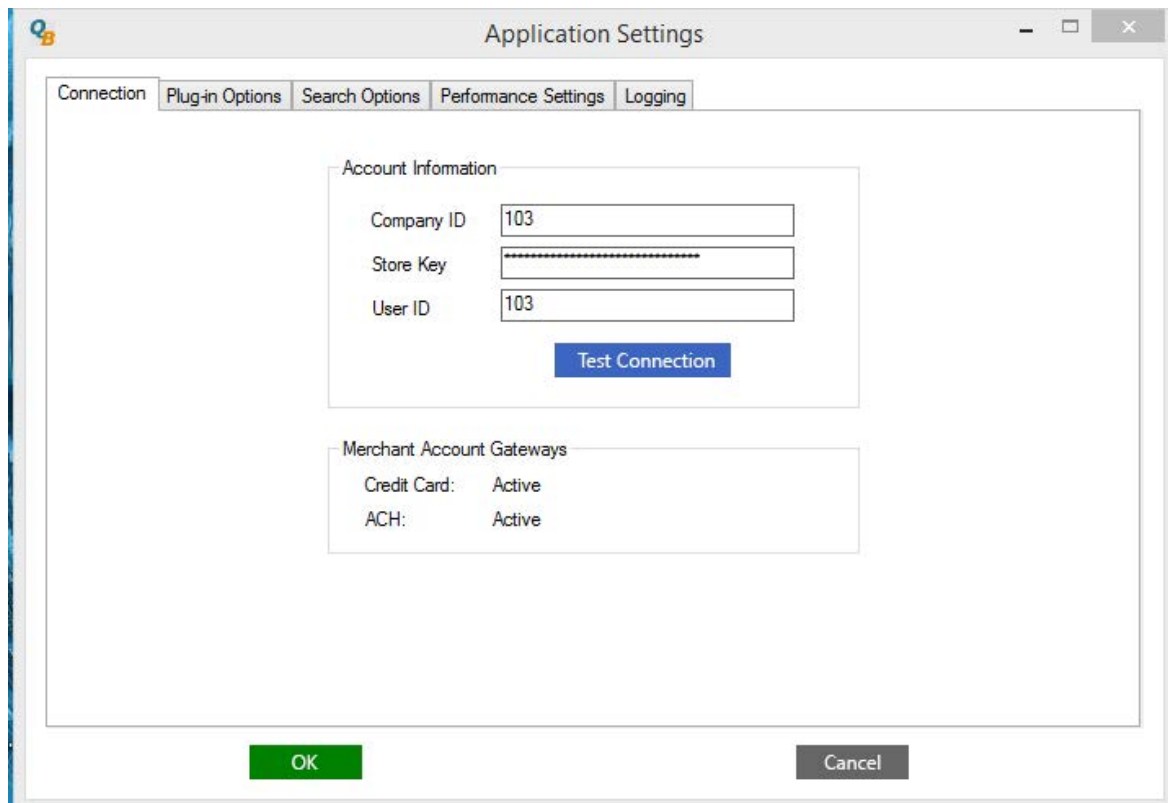 QB
Application Settings
Connection Plug-in Options Search Options Performance Settings Logging
Account Information
Company ID 103
Store Key ******************************
User ID 103
Test Connection
Merchant Account Gateways
Credit Card: Active
ACH: Active
OK Cancel